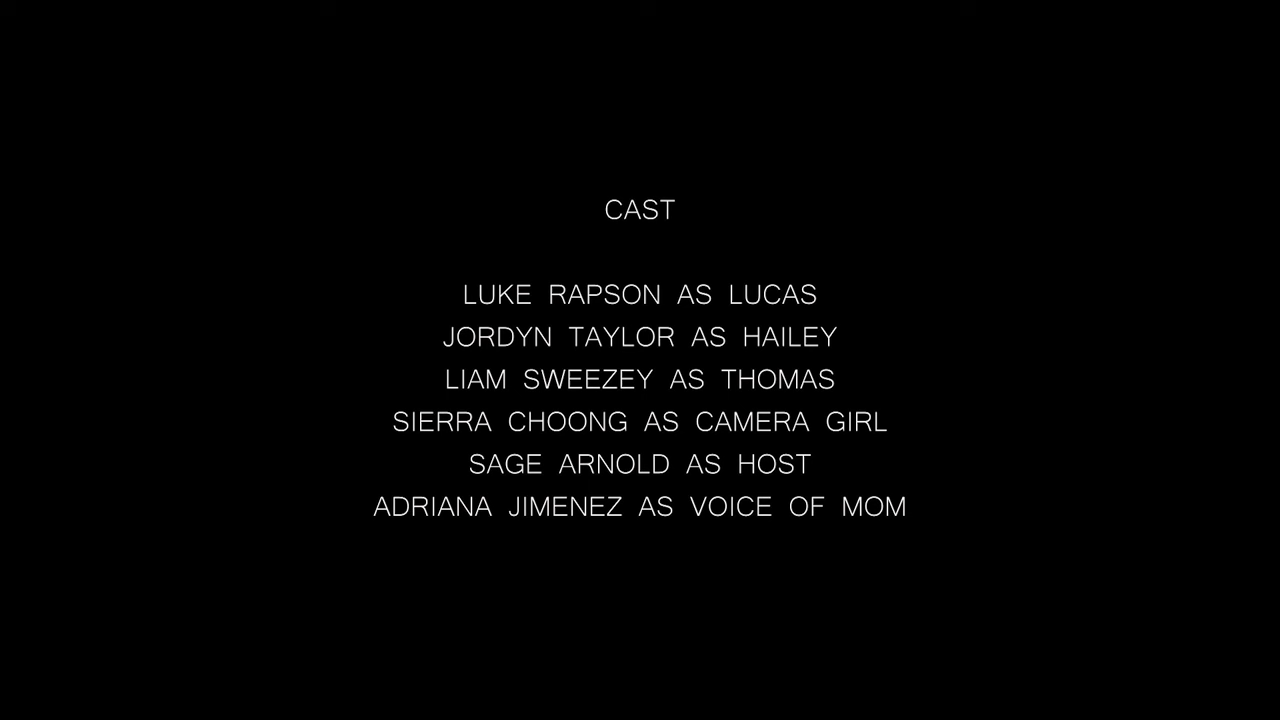 CAST
LUKE RAPSON AS LUCAS
JORDYN TAYLOR AS HAILEY
LIAM SWEEZEY AS THOMAS
SIERRA CHOONG AS CAMERA GIRL
SAGE ARNOLD AS HOST
ADRIANA JIMENEZ AS VOICE OF MOM